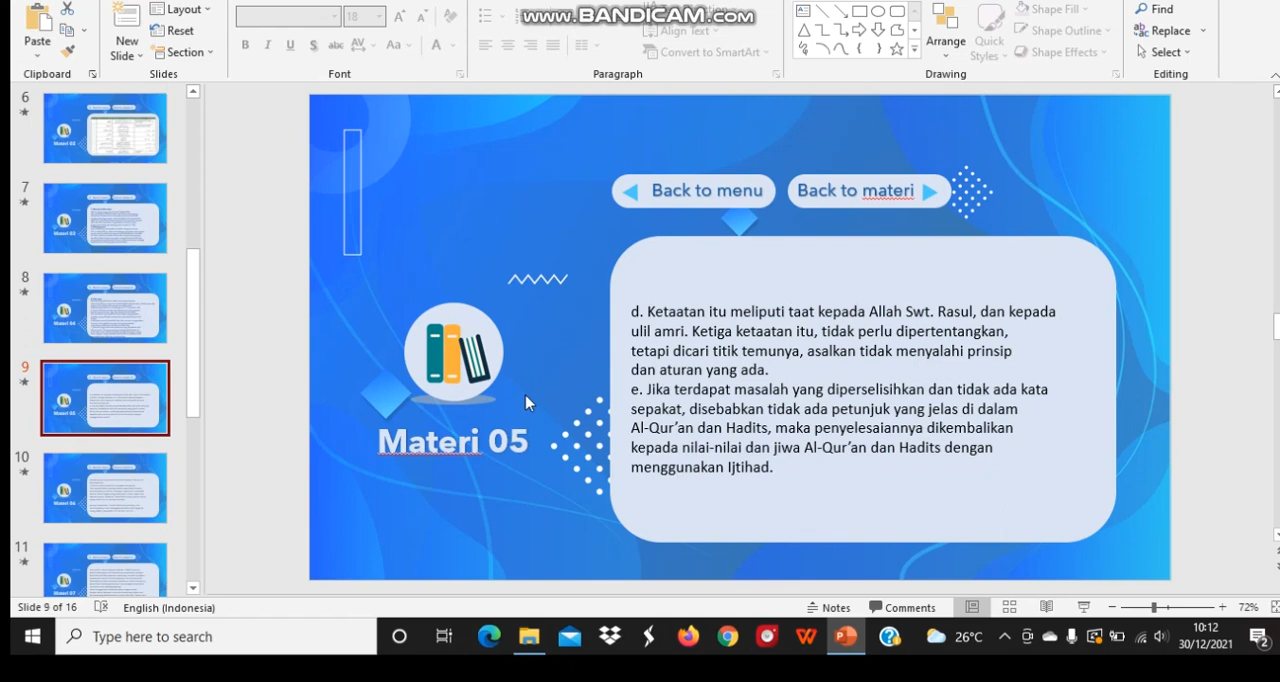 www.BANDICAM.com
Layout
Reset
Section
Paste
New
Slide
18
B I U S abc AV Aa A
Align Text
Convert to SmartArt
Arrange
Quick
Styles
Shape Fill
Shape Outline
Shape Effects
Find
Replace
Select
Clipboard
Slides
Font
Paragraph
Drawing
Editing
6
7
8
9
10
11
Back to menu
Back to materi
d. Ketaatan itu meliputi taat kepada Allah Swt. Rasul, dan kepada
ulil amri. Ketiga ketaatan itu, tidak perlu dipertentangkan,
tetapi dicari titik temunya, asalkan tidak menyalahi prinsip
dan aturan yang ada.
e. Jika terdapat masalah yang diperselisihkan dan tidak ada kata
sepakat, disebabkan tidak ada petunjuk yang jelas di dalam
Al-Qur’an dan Hadits, maka penyelesaiannya dikembalikan
kepada nilai-nilai dan jiwa Al-Qur’an dan Hadits dengan
menggunakan Ijtihad.
Materi 05
Slide 9 of 16
English (Indonesia)
Notes
Comments
72%
Type here to search
26°C
10:12
30/12/2021
2